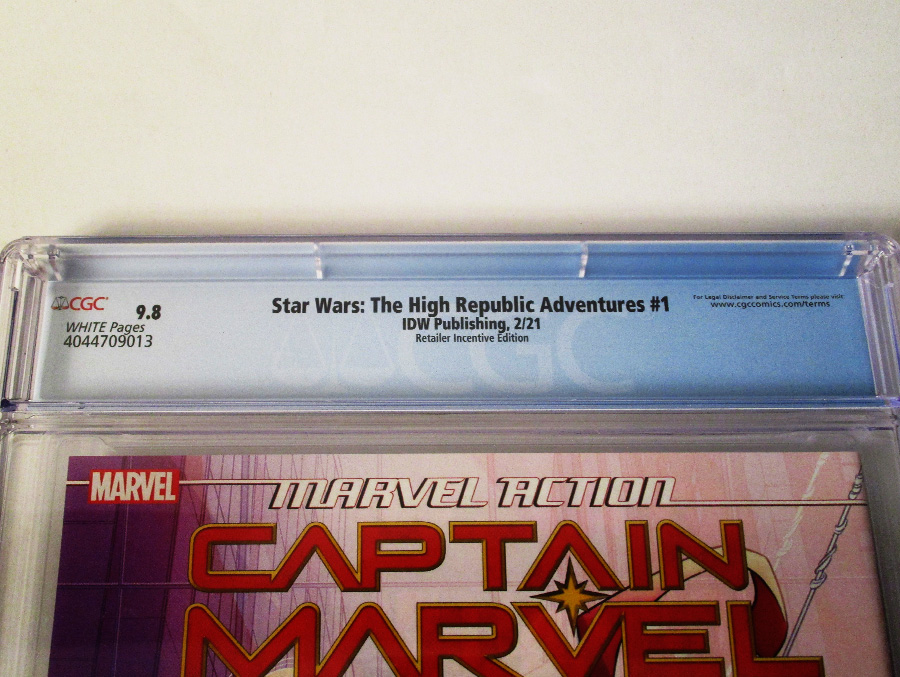 CGC
9.8
WHITE Pages
4044709013
Star Wars: The High Republic Adventures #1
IDW Publishing, 2/21
Retailer Incentive Edition
For Legal Disclaimer and Service Terms please visit:
www.cgccomics.com/terms
CGC
MARVEL
MARVEL ACTION
CAPTAIN
MARVEL